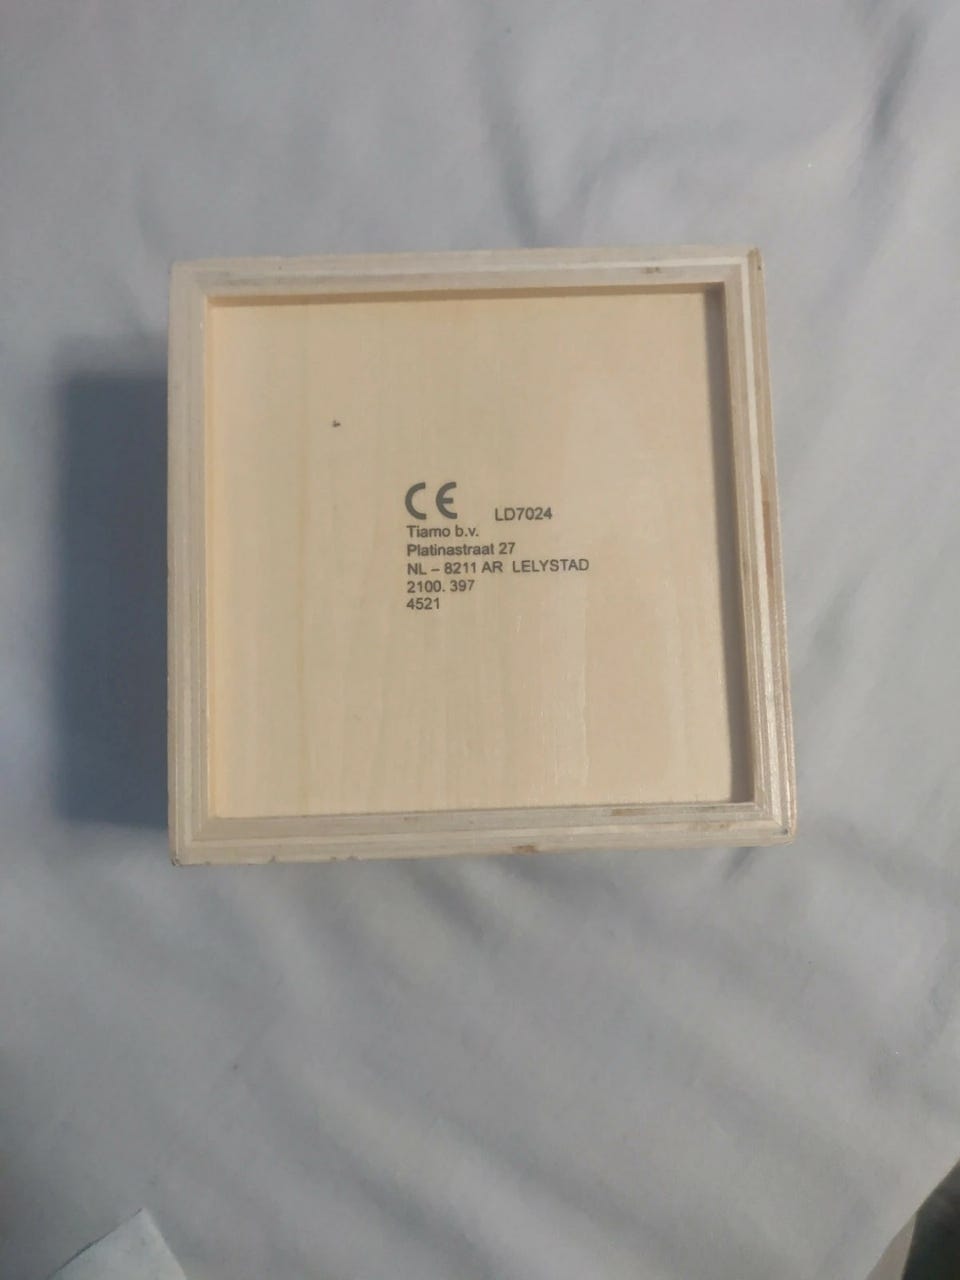 CE LD7024
Tiamo b.v.
Platinastraat 27
NL – 8211 AR LELYSTAD
2100. 397
4521